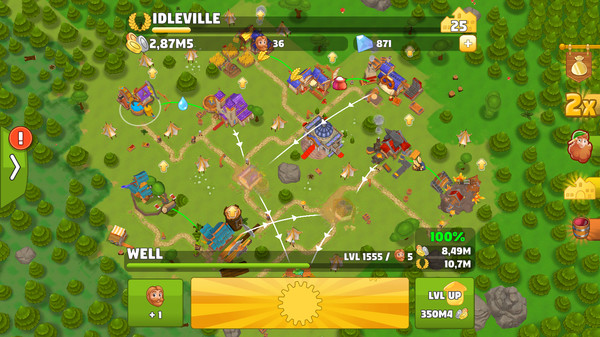 IDLEVILLE
25
2,87M5
36
871
+
!
2X
WELL
LVL 1555 / 5
100%
8,49M
10,7M
+1
LVL UP
350M4